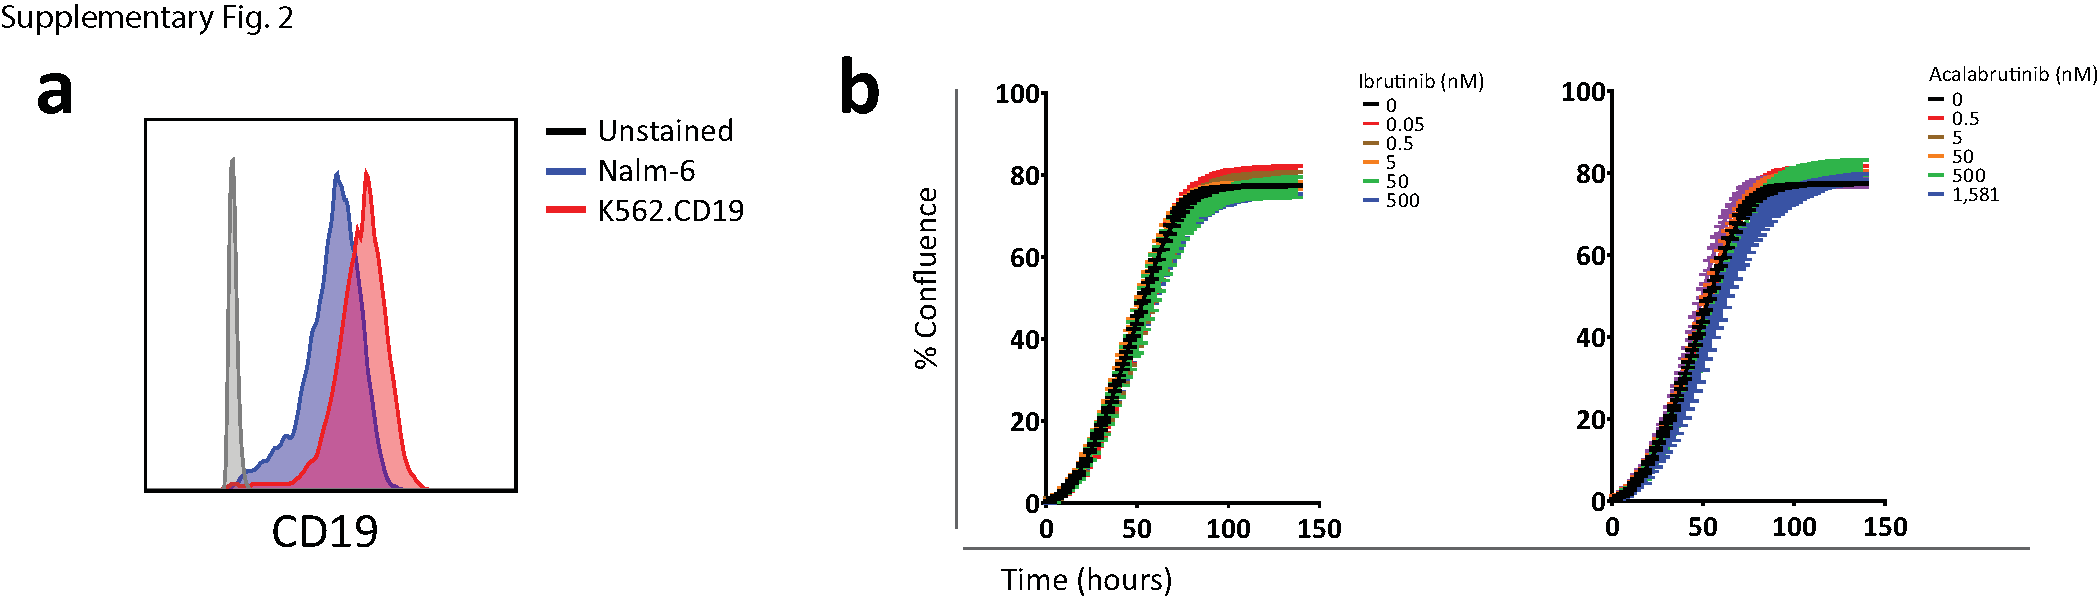 Supplementary Fig. 2
a
Unstained
Nalm-6
K562.CD19
CD19
b
% Confluence
100
80
60
40
20
0
0 50 100 150
Ibrutinib (nM)
0
0.05
0.5
5
50
500
100
80
60
40
20
0
0 50 100 150
Acalabrutinib (nM)
0
0.5
5
50
500
1,581
Time (hours)